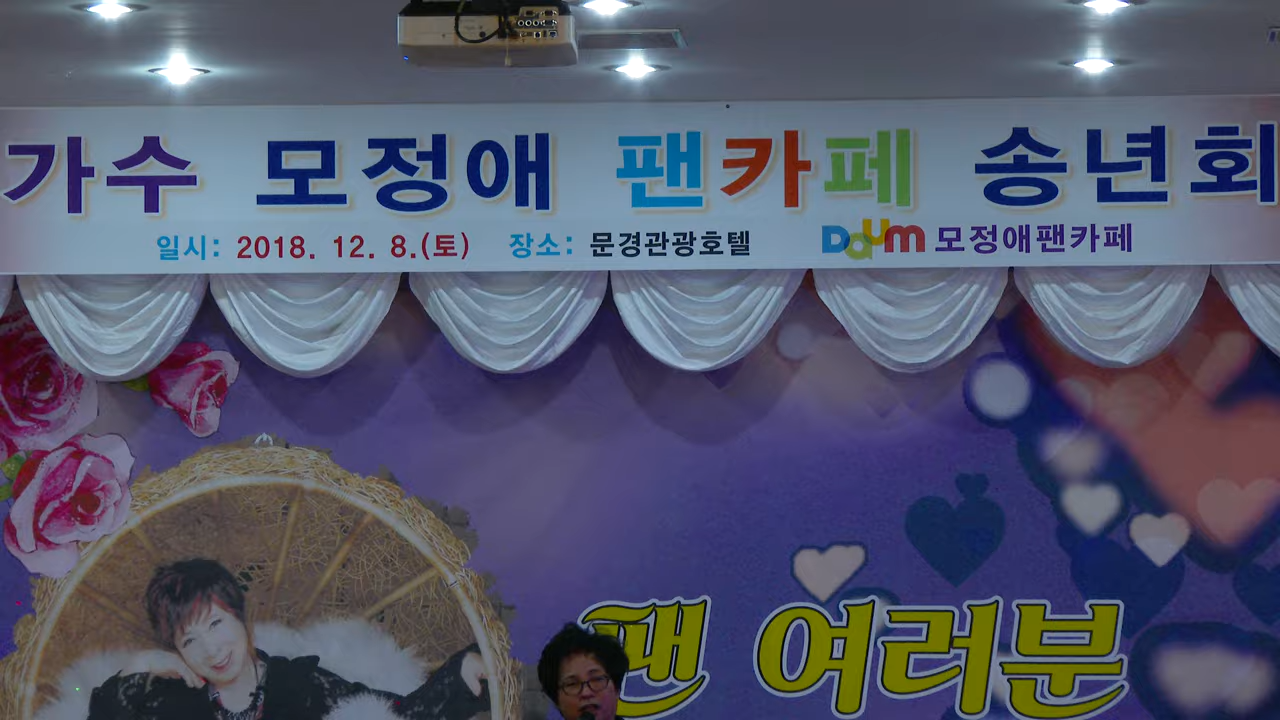 가수 모정애 팬카페 송년회
일시: 2018. 12. 8.(토) 장소: 문경관광호텔 Daum 모정애팬카페
팬 여러분